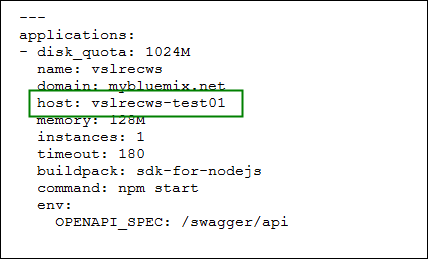 ---
applications:
- disk_quota: 1024M
name: vslrecws
domain: mybluemix.net
host: vslrecws-test01
memory: 128M
instances: 1
timeout: 180
buildpack: sdk-for-nodejs
command: npm start
env:
OPENAPI_SPEC: /swagger/api